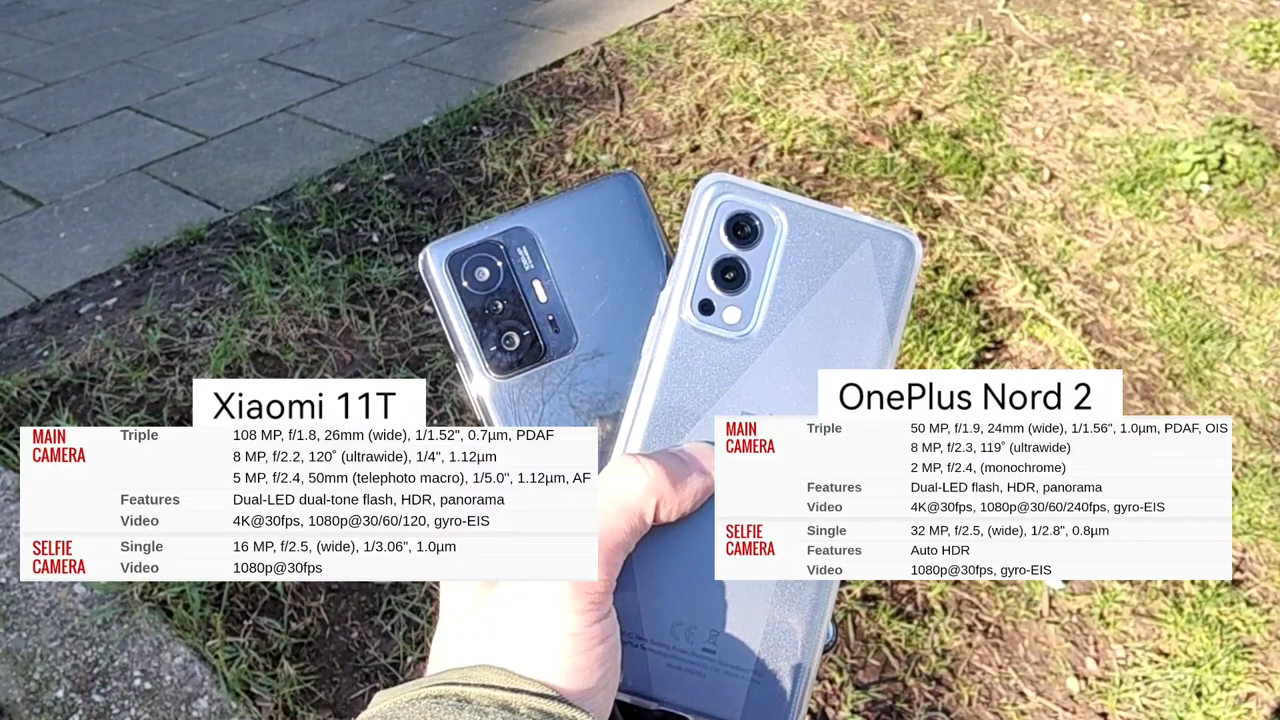 Xiaomi 11T
MAIN CAMERA
Triple 108 MP, f/1.8, 26mm (wide), 1/1.52", 0.7µm, PDAF
8 MP, f/2.2, 120˚ (ultrawide), 1/4", 1.12µm
5 MP, f/2.4, 50mm (telephoto macro), 1/5.0", 1.12µm, AF
Features Dual-LED dual-tone flash, HDR, panorama
Video 4K@30fps, 1080p@30/60/120, gyro-EIS
SELFIE CAMERA
Single 16 MP, f/2.5, (wide), 1/3.06", 1.0µm
Video 1080p@30fps
OnePlus Nord 2
MAIN CAMERA
Triple 50 MP, f/1.9, 24mm (wide), 1/1.56", 1.0µm, PDAF, OIS
8 MP, f/2.3, 119˚ (ultrawide)
2 MP, f/2.4, (monochrome)
Features Dual-LED flash, HDR, panorama
Video 4K@30fps, 1080p@30/60/240fps, gyro-EIS
SELFIE CAMERA
Single 32 MP, f/2.5, (wide), 1/2.8", 0.8µm
Features Auto HDR
Video 1080p@30fps, gyro-EIS
CE